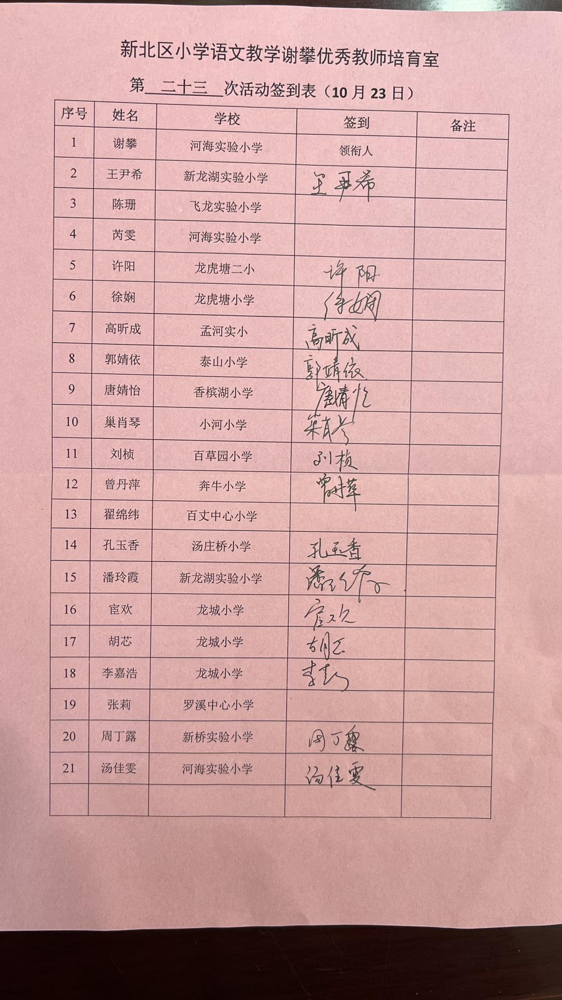 新北区小学语文教学谢攀优秀教师培育室
第 二十三 次活动签到表（10 月 23 日）
序号 姓名 学校 签到 备注
1 谢攀 河海实验小学 领衔人
2 王尹希 新龙湖实验小学 王尹希
3 陈珊 飞龙实验小学
4 芮雯 河海实验小学
5 许阳 龙虎塘二小 许阳
6 徐娴 龙虎塘小学 徐娴
7 高昕成 孟河实小 高昕成
8 郭婧依 泰山小学 郭婧依
9 唐婧怡 香槟湖小学 唐婧怡
10 巢肖琴 小河小学 巢肖琴
11 刘桢 百草园小学 刘桢
12 曾丹萍 奔牛小学 曾丹萍
13 翟绵纬 百丈中心小学
14 孔玉香 汤庄桥小学 孔玉香
15 潘玲霞 新龙湖实验小学 潘玲霞
16 宦欢 龙城小学 宦欢
17 胡芯 龙城小学 胡芯
18 李嘉浩 龙城小学 李嘉浩
19 张莉 罗溪中心小学
20 周丁露 新桥实验小学 周丁露
21 汤佳雯 河海实验小学 汤佳雯